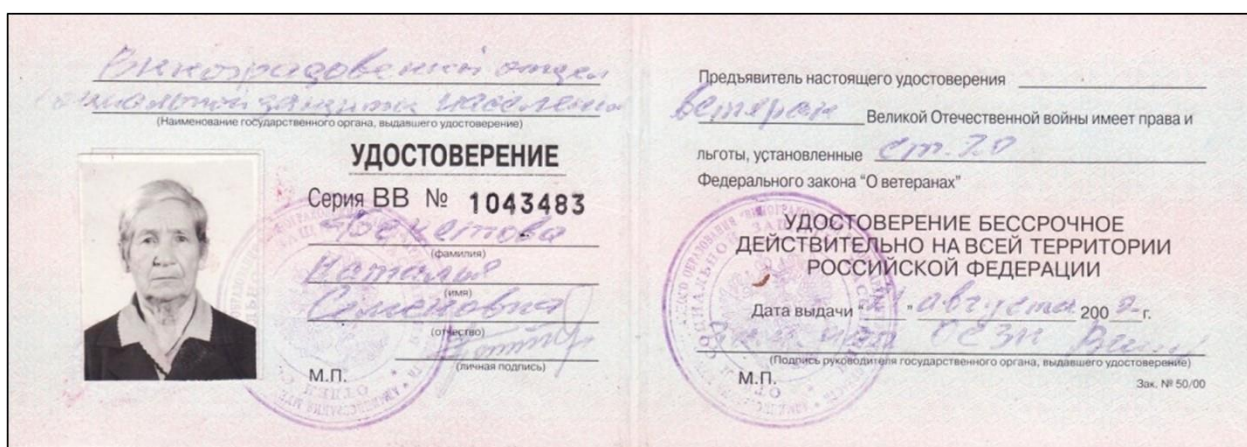 Виноградовский отдел
социальной защиты населения
(Наименование государственного органа, выдавшего удостоверение)
УДОСТОВЕРЕНИЕ
Серия ВВ № 1043483
(фамилия)
Наталья
(имя)
Семеновна
(отчество)
(личная подпись)
М.П.
Предъявитель настоящего удостоверения
ветеран Великой Отечественной войны имеет права и
льготы, установленные ст. 20
Федерального закона "О ветеранах"
УДОСТОВЕРЕНИЕ БЕССРОЧНОЕ
ДЕЙСТВИТЕЛЬНО НА ВСЕЙ ТЕРРИТОРИИ
РОССИЙСКОЙ ФЕДЕРАЦИИ
Дата выдачи " " августа 2002 г.
ОСЗН
(Подпись руководителя государственного органа, выдавшего удостоверение)
М.П.
Зак. № 50/00